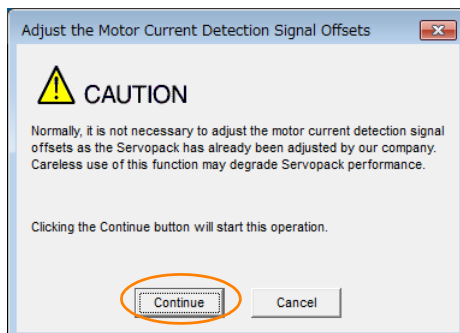 Adjust the Motor Current Detection Signal Offsets
CAUTION
Normally, it is not necessary to adjust the motor current detection signal
offsets as the Servopack has already been adjusted by our company.
Careless use of this function may degrade Servopack performance.
Clicking the Continue button will start this operation.
Continue Cancel